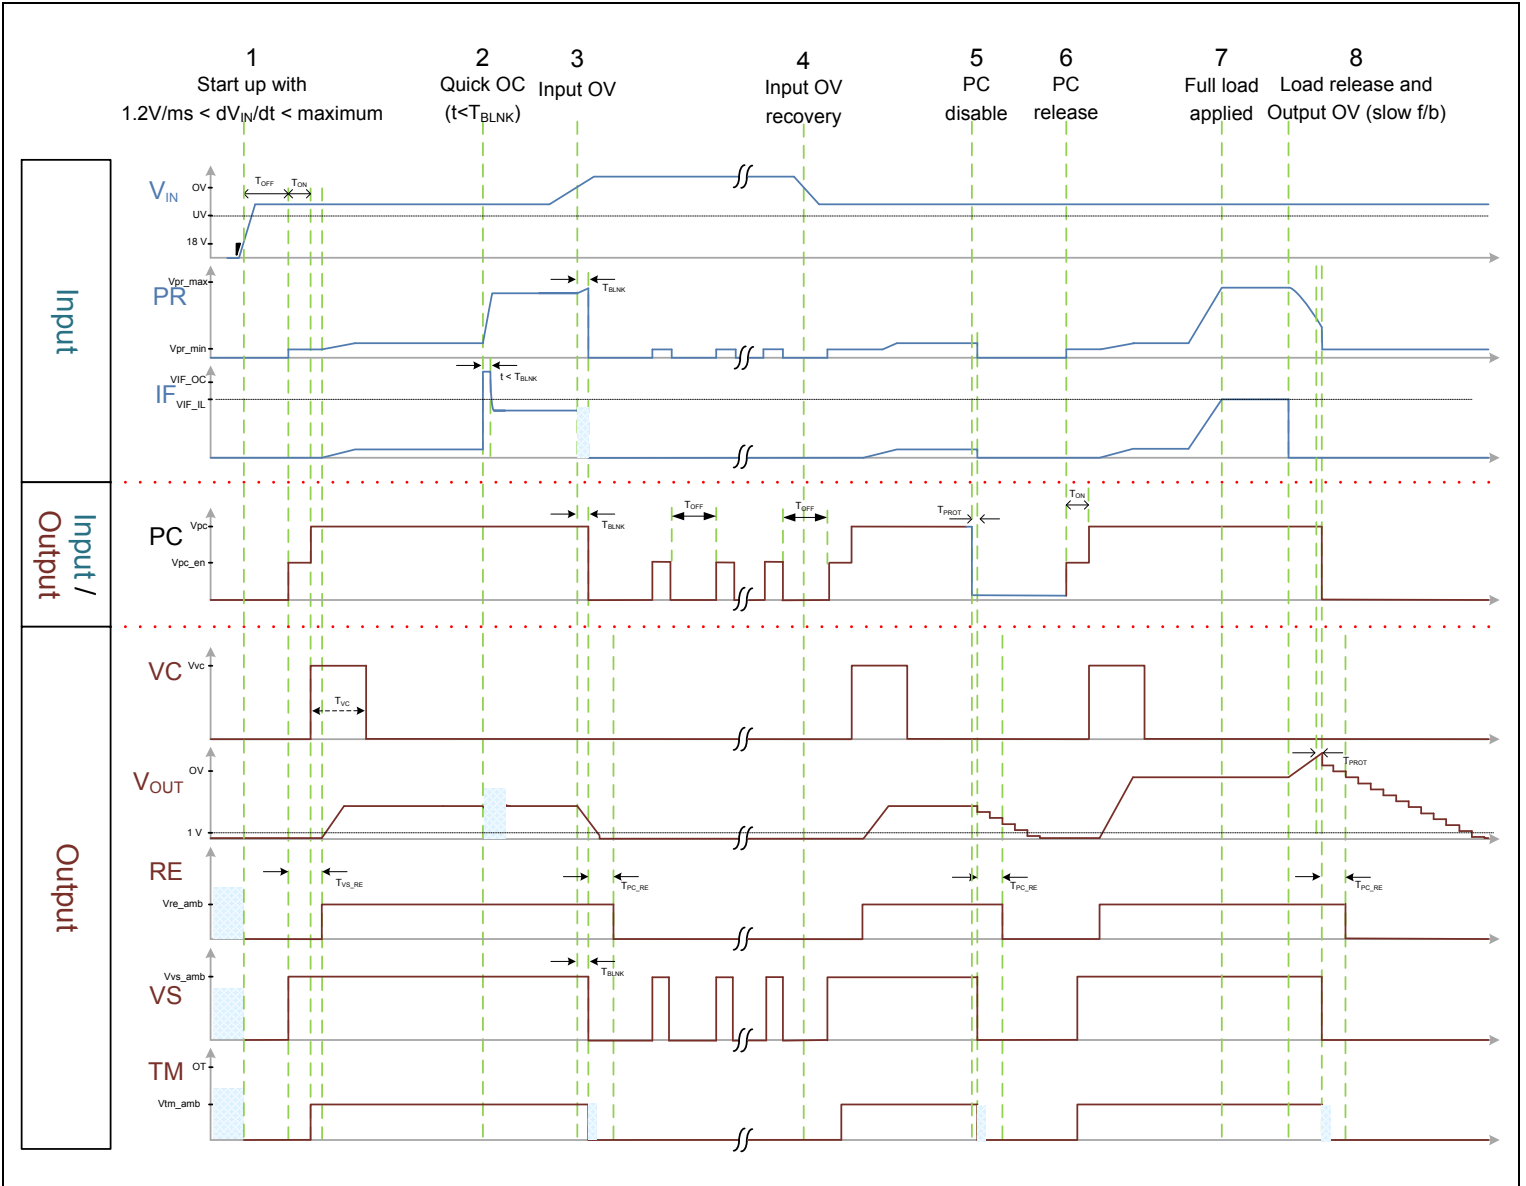 1
Start up with
1.2V/ms < dVIN/dt < maximum
2
Quick OC
(t<TBLNK)
3
Input OV
4
Input OV
recovery
5
PC
disable
6
PC
release
7
Full load
applied
8
Load release and
Output OV (slow f/b)
Input
VIN
OV
UV
18 V
TOFF
TON
PR
Vpr_max
Vpr_min
TBLNK
IF
VIF_OC
VIF_IL
t < TBLNK
Input /
Output
PC
Vpc
Vpc_en
TBLNK
TOFF
TOFF
TPROT
TON
Output
VC
Vvc
TVC
VOUT
OV
1 V
TPROT
RE
Vre_amb
TVS_RE
TPC_RE
TPC_RE
TPC_RE
VS
Vvs_amb
TBLNK
TM
OT
Vtm_amb